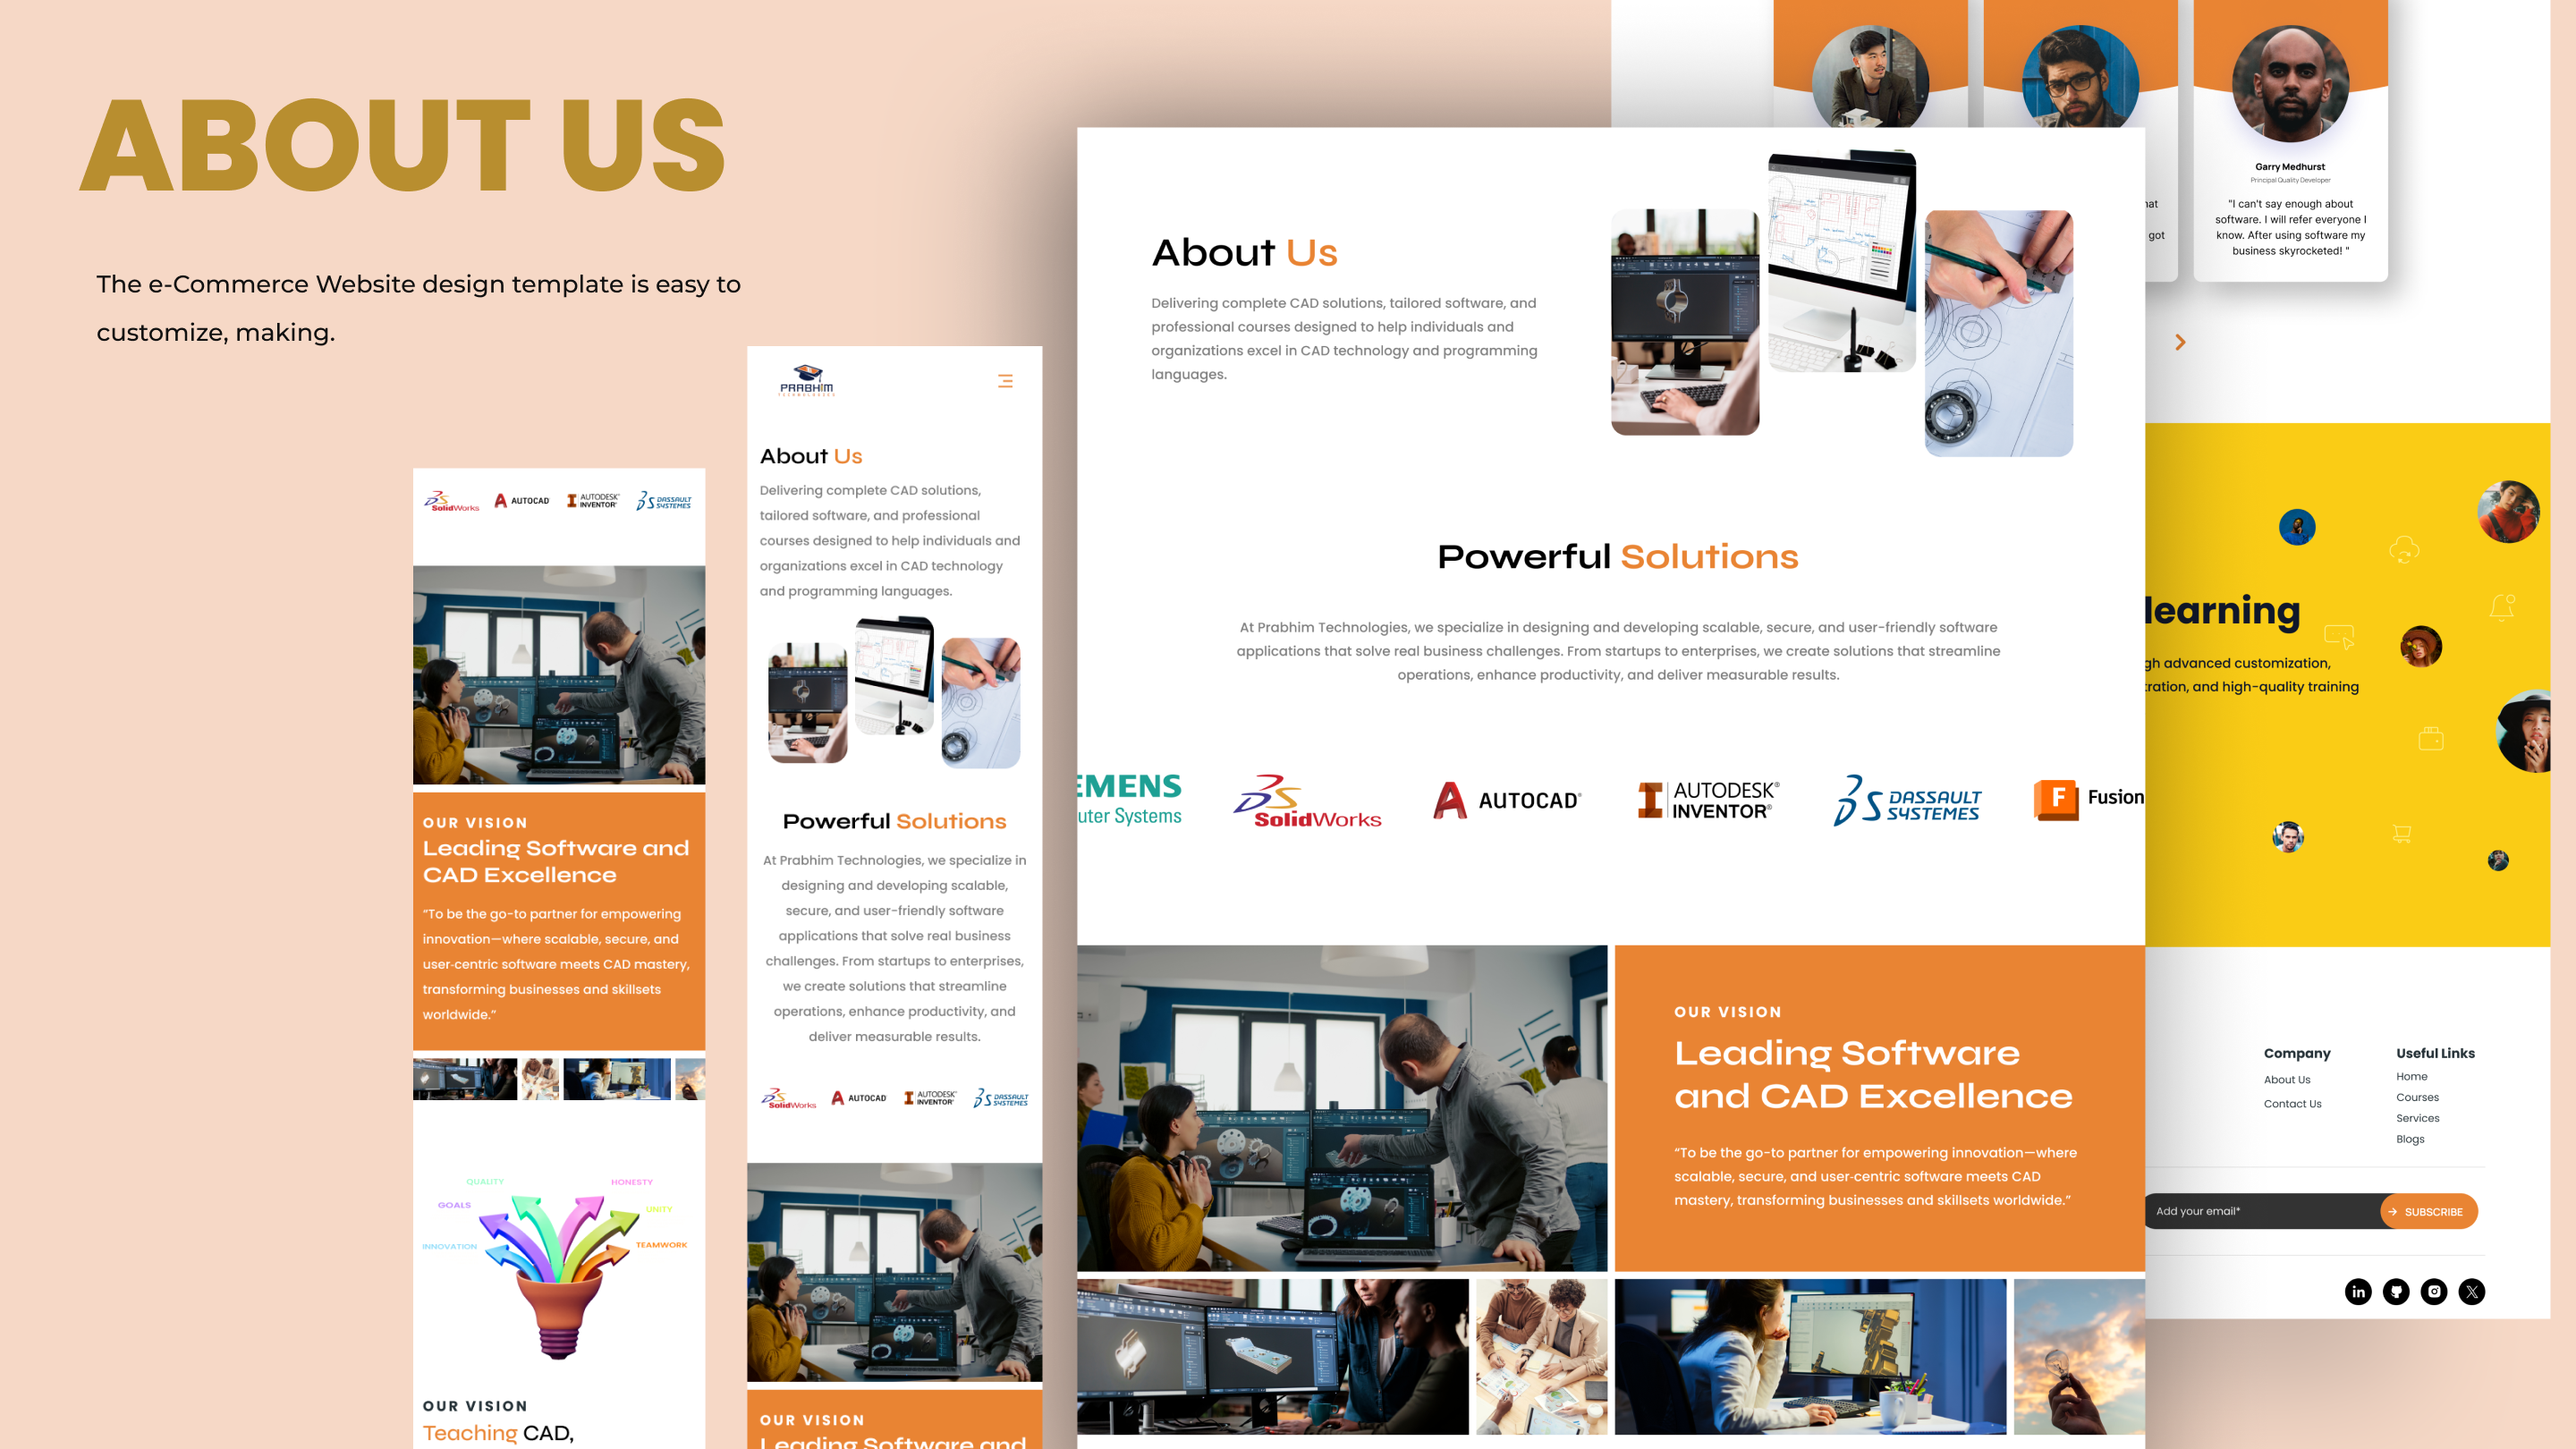 ABOUT US
The e-Commerce Website design template is easy to
customize, making.
SolidWorks
AUTOCAD
AUTODESK®
INVENTOR®
DASSAULT
SYSTEMES
OUR VISION
Leading Software and
CAD Excellence
“To be the go-to partner for empowering
innovation—where scalable, secure, and
user-centric software meets CAD mastery,
transforming businesses and skillsets
worldwide.”
QUALITY
HONESTY
GOALS
UNITY
INNOVATION
TEAMWORK
OUR VISION
Teaching CAD,
PRABHIM
TECHNOLOGIES
About Us
Delivering complete CAD solutions,
tailored software, and professional
courses designed to help individuals and
organizations excel in CAD technology
and programming languages.
Powerful Solutions
At Prabhim Technologies, we specialize in
designing and developing scalable,
secure, and user-friendly software
applications that solve real business
challenges. From startups to enterprises,
we create solutions that streamline
operations, enhance productivity, and
deliver measurable results.
SolidWorks
AUTOCAD
AUTODESK®
INVENTOR®
DASSAULT
SYSTEMES
OUR VISION
Leading Software and
About Us
Delivering complete CAD solutions, tailored software, and
professional courses designed to help individuals and
organizations excel in CAD technology and programming
languages.
Powerful Solutions
At Prabhim Technologies, we specialize in designing and developing scalable, secure, and user-friendly software
applications that solve real business challenges. From startups to enterprises, we create solutions that streamline
operations, enhance productivity, and deliver measurable results.
EMENS
uter Systems
SolidWorks
AUTOCAD®
AUTODESK®
INVENTOR®
DASSAULT
SYSTEMES
F Fusion
OUR VISION
Leading Software
and CAD Excellence
“To be the go-to partner for empowering innovation—where
scalable, secure, and user-centric software meets CAD
mastery, transforming businesses and skillsets worldwide.”
Garry Medhurst
Principal Quality Developer
"I can't say enough about
software. I will refer everyone I
know. After using software my
business skyrocketed! "
hat
got
learning
gh advanced customization,
tration, and high-quality training
Company
About Us
Contact Us
Useful Links
Home
Courses
Services
Blogs
Add your email*
SUBSCRIBE